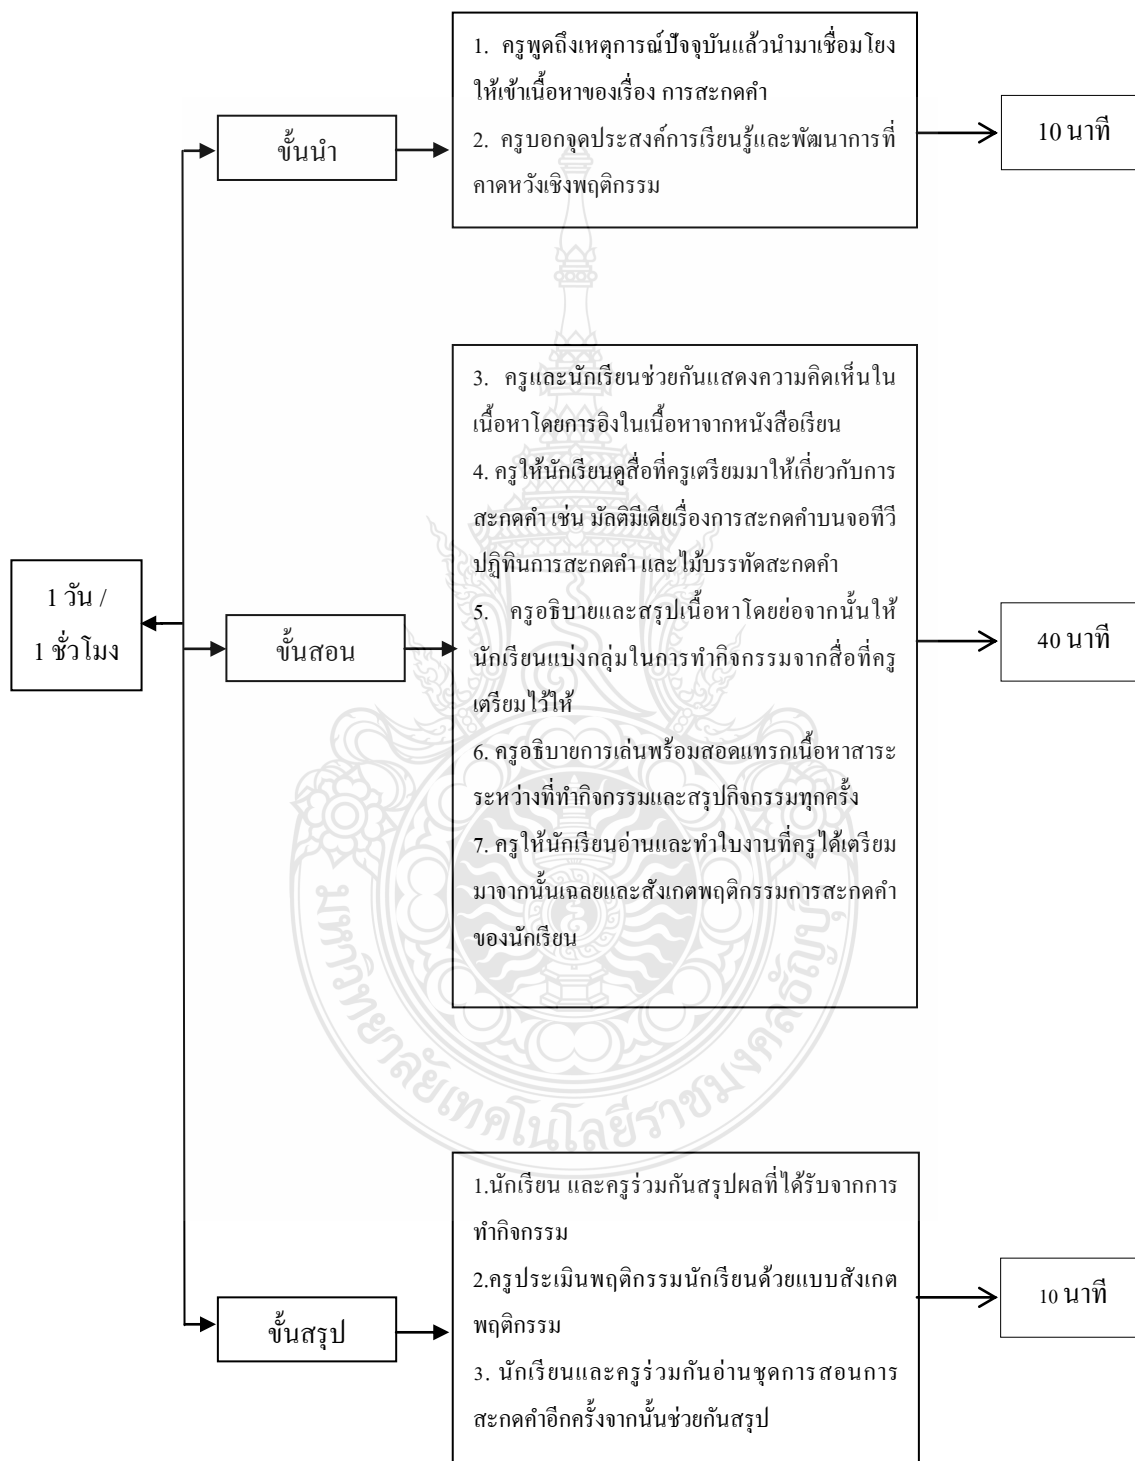 1. ครูพูดถึงเหตุการณ์ปัจจุบันแล้วนำมาเชื่อมโยง
ให้เข้าเนื้อหาของเรื่อง การสะกดคำ
2. ครูบอกจุดประสงค์การเรียนรู้และพัฒนาการที่
คาดหวังเชิงพฤติกรรม
ขั้นนำ
10 นาที
3. ครูและนักเรียนช่วยกันแสดงความคิดเห็นใน
เนื้อหาโดยการอิงในเนื้อหาจากหนังสือเรียน
4. ครูให้นักเรียนดูสื่อที่ครูเตรียมมาให้เกี่ยวกับการ
สะกดคำ เช่น มัลติมีเดียเรื่องการสะกดคำบนจอทีวี
ปฏิทินการสะกดคำ และไม้บรรทัดสะกดคำ
5. ครูอธิบายและสรุปเนื้อหาโดยย่อจากนั้นให้
นักเรียนแบ่งกลุ่มในการทำกิจกรรมจากสื่อที่ครู
เตรียมไว้ให้
6. ครูอธิบายการเล่นพร้อมสอดแทรกเนื้อหาสาระ
ระหว่างที่ทำกิจกรรมและสรุปกิจกรรมทุกครั้ง
7. ครูให้นักเรียนอ่านและทำใบงานที่ครูได้เตรียม
มาจากนั้นเฉลยและสังเกตพฤติกรรมการสะกดคำ
ของนักเรียน
1 วัน /
1 ชั่วโมง
ขั้นสอน
40 นาที
มหาวิทยาลัยเทคโนโลยีราชมงคลธัญบุรี
1.นักเรียน และครูร่วมกันสรุปผลที่ได้รับจากการ
ทำกิจกรรม
2.ครูประเมินพฤติกรรมนักเรียนด้วยแบบสังเกต
พฤติกรรม
3. นักเรียนและครูร่วมกันอ่านชุดการสอนการ
สะกดคำอีกครั้งจากนั้นช่วยกันสรุป
ขั้นสรุป
10 นาที